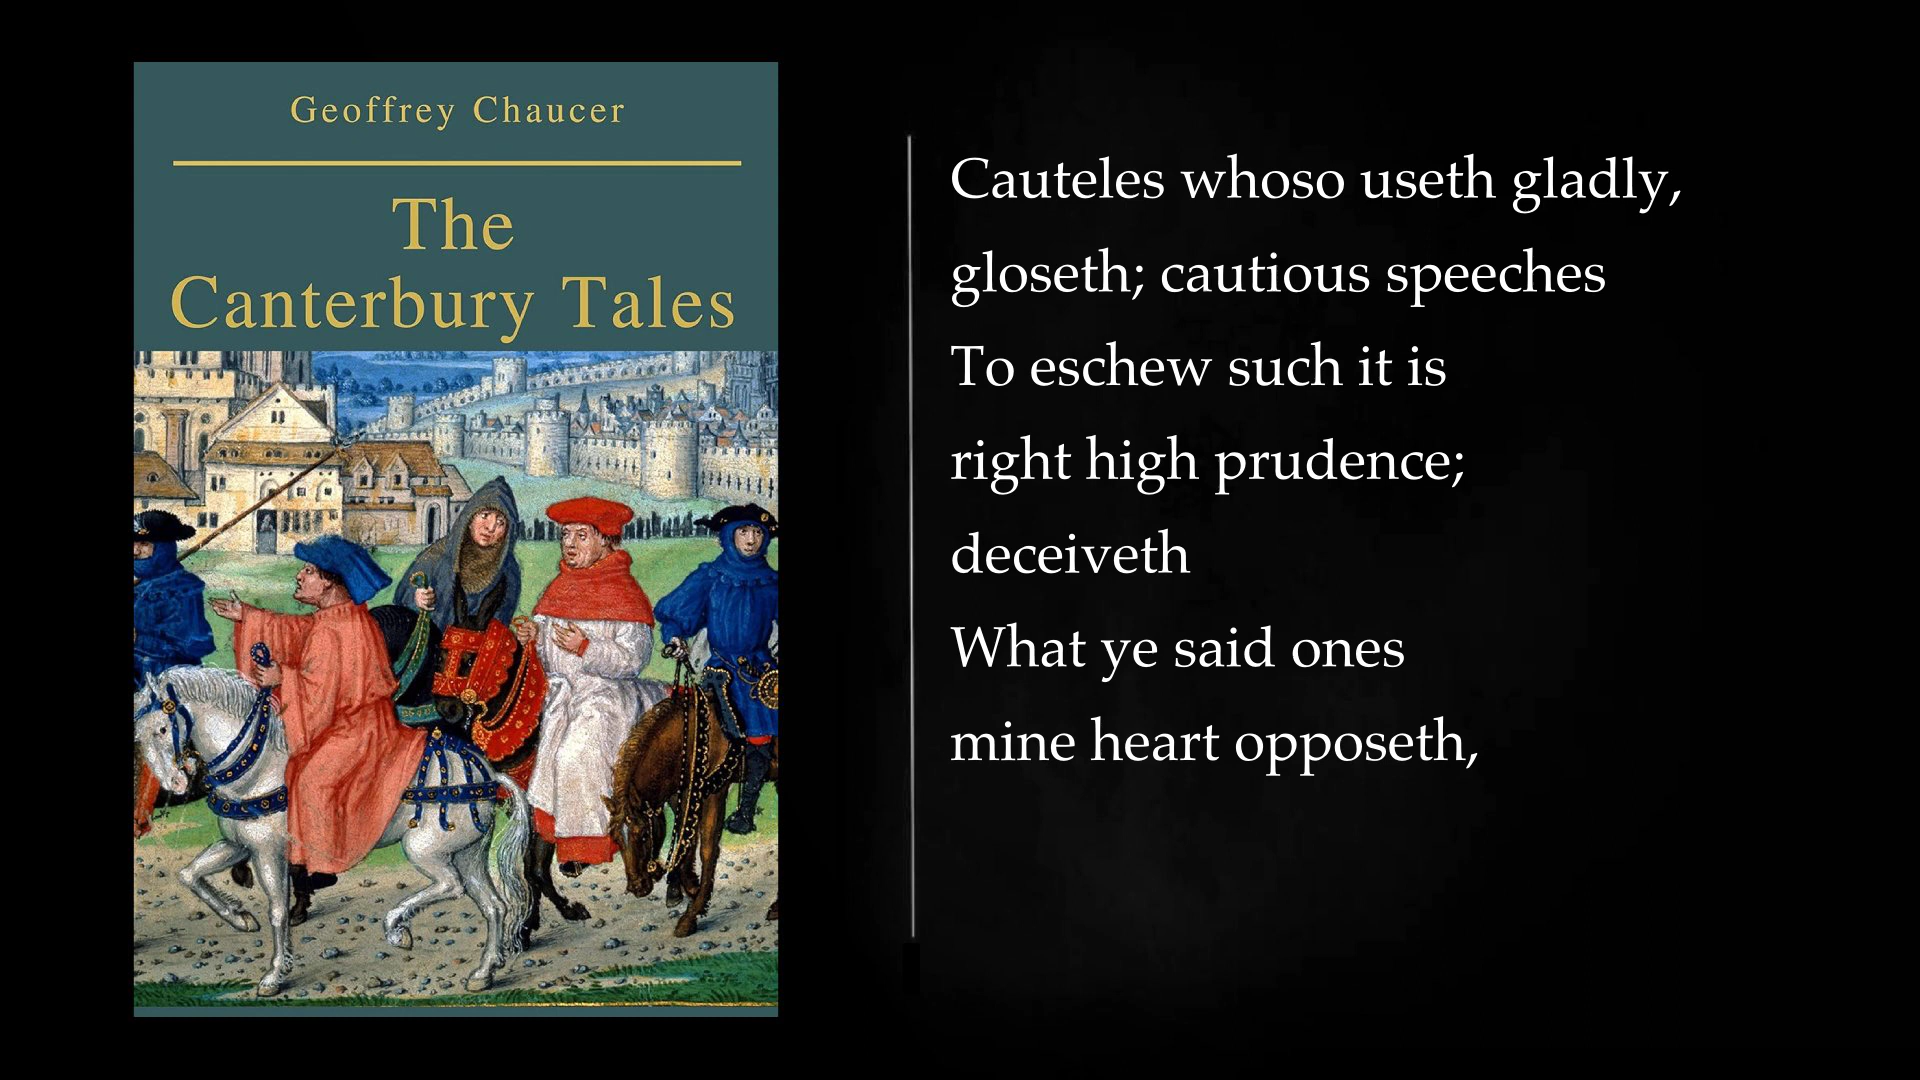 Geoffrey Chaucer
The
Canterbury Tales
Cauteles whoso useth gladly,
gloseth; cautious speeches
To eschew such it is
right high prudence;
deceiveth
What ye said ones
mine heart opposeth,